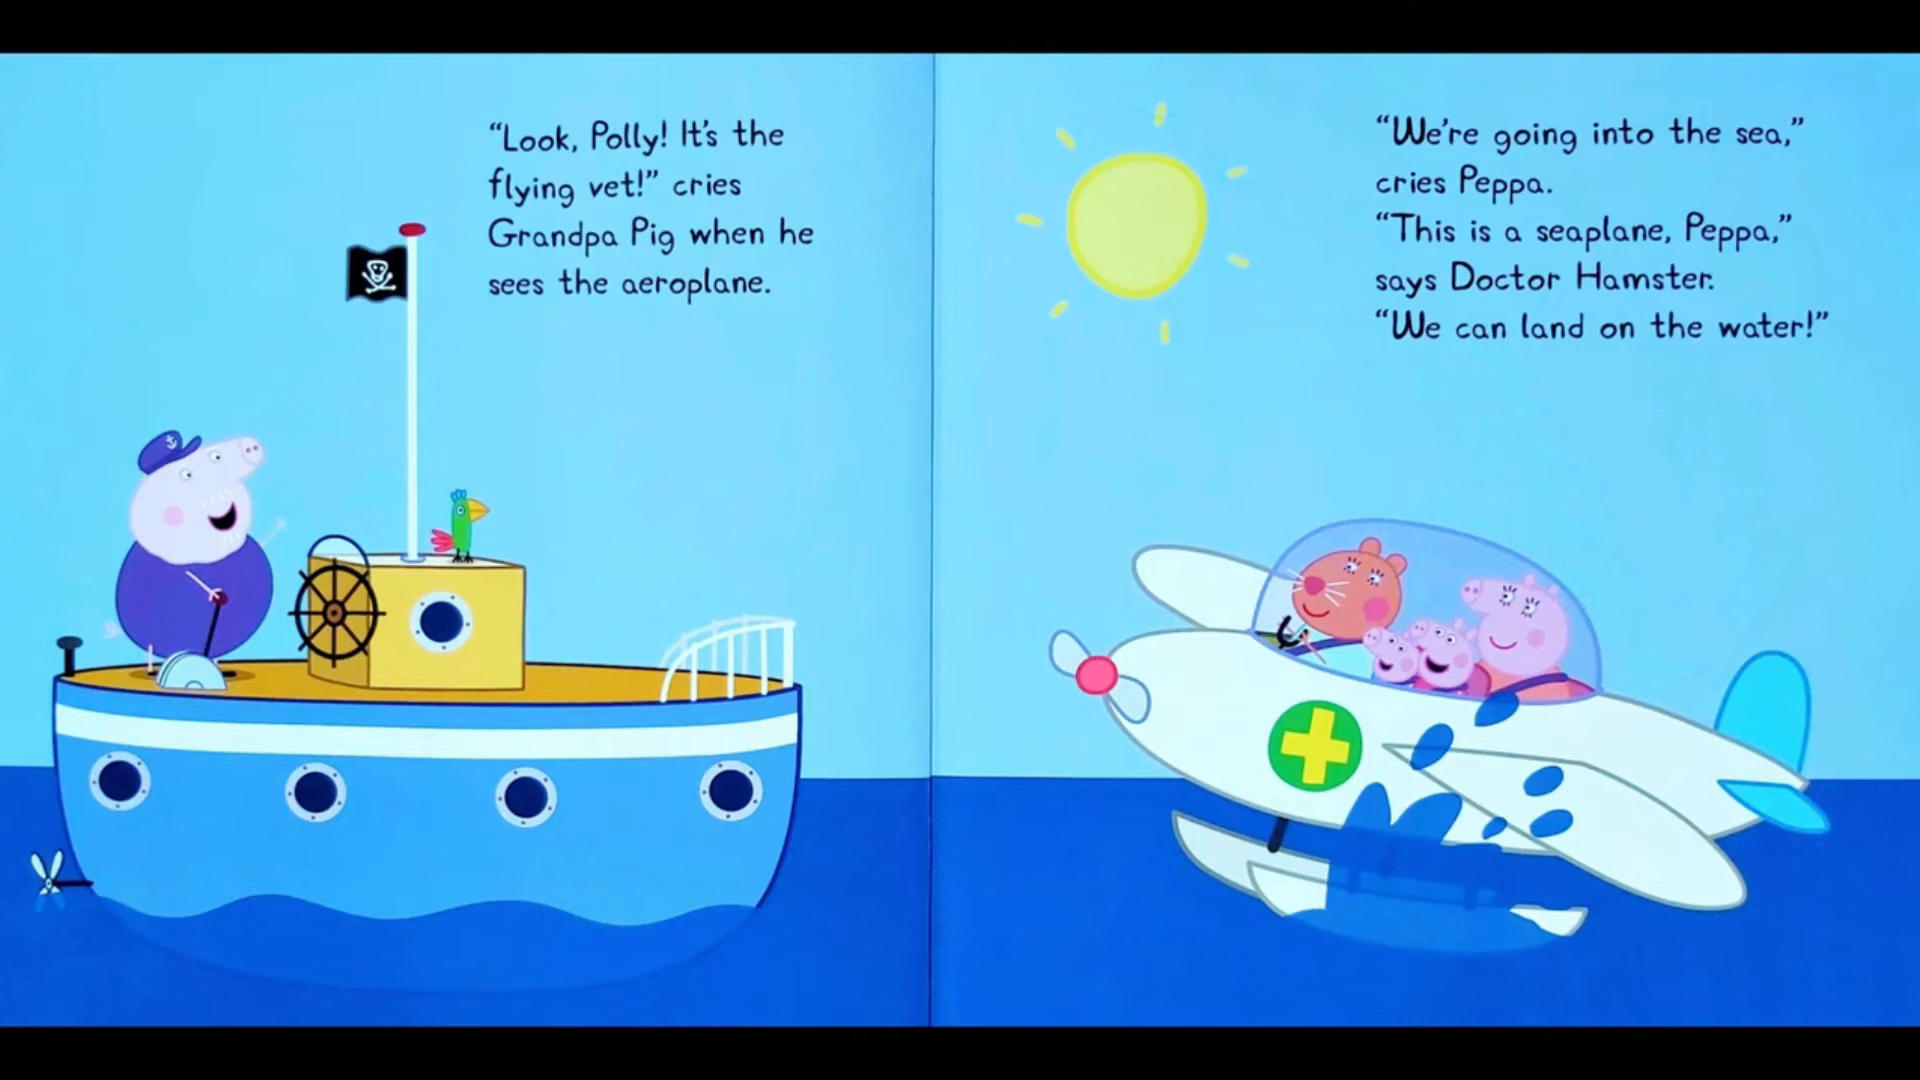 “Look, Polly! It’s the
flying vet!” cries
Grandpa Pig when he
sees the aeroplane.
“We’re going into the sea,”
cries Peppa.
“This is a seaplane, Peppa,”
says Doctor Hamster.
“We can land on the water!”